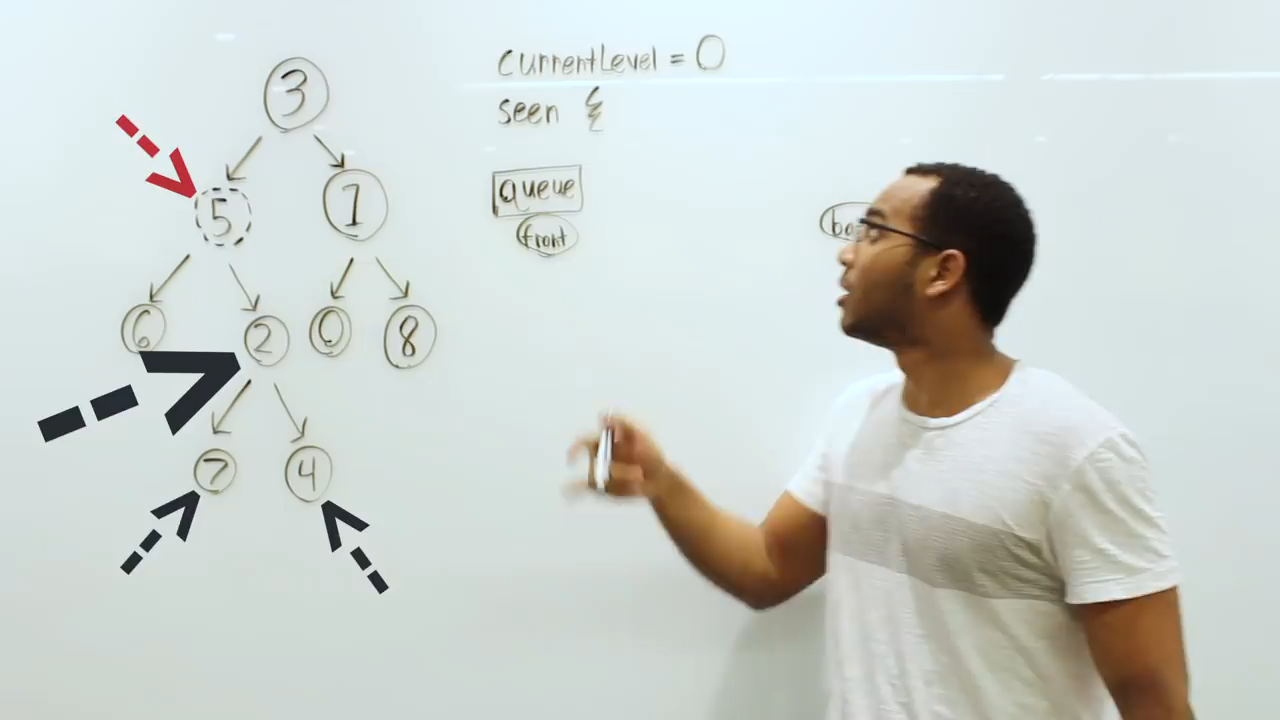 3
5 1
6 2 0 8
7 4
currentLevel = 0
seen {
queue
front